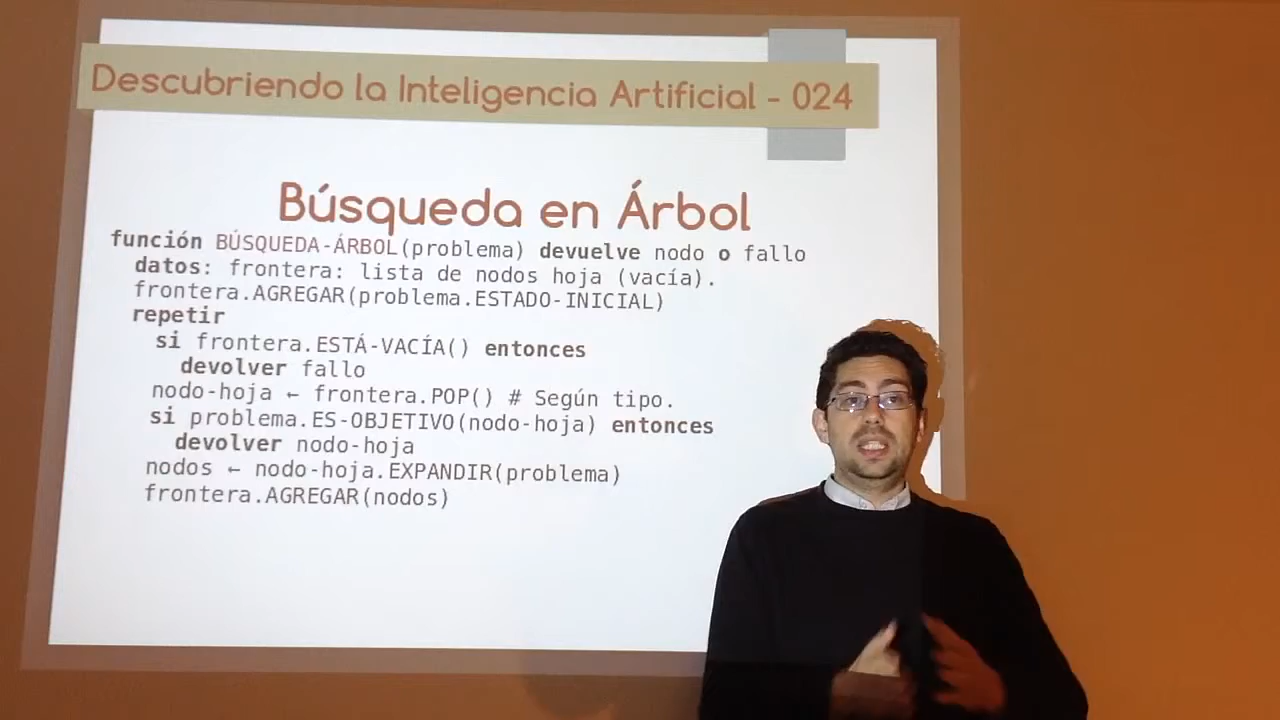 Descubriendo la Inteligencia Artificial - 024
Búsqueda en Árbol
función BÚSQUEDA-ÁRBOL(problema) devuelve nodo o fallo
datos: frontera: lista de nodos hoja (vacía).
frontera.AGREGAR(problema.ESTADO-INICIAL)
repetir
si frontera.ESTÁ-VACÍA() entonces
devolver fallo
nodo-hoja ← frontera.POP() # Según tipo.
si problema.ES-OBJETIVO(nodo-hoja) entonces
devolver nodo-hoja
nodos ← nodo-hoja.EXPANDIR(problema)
frontera.AGREGAR(nodos)